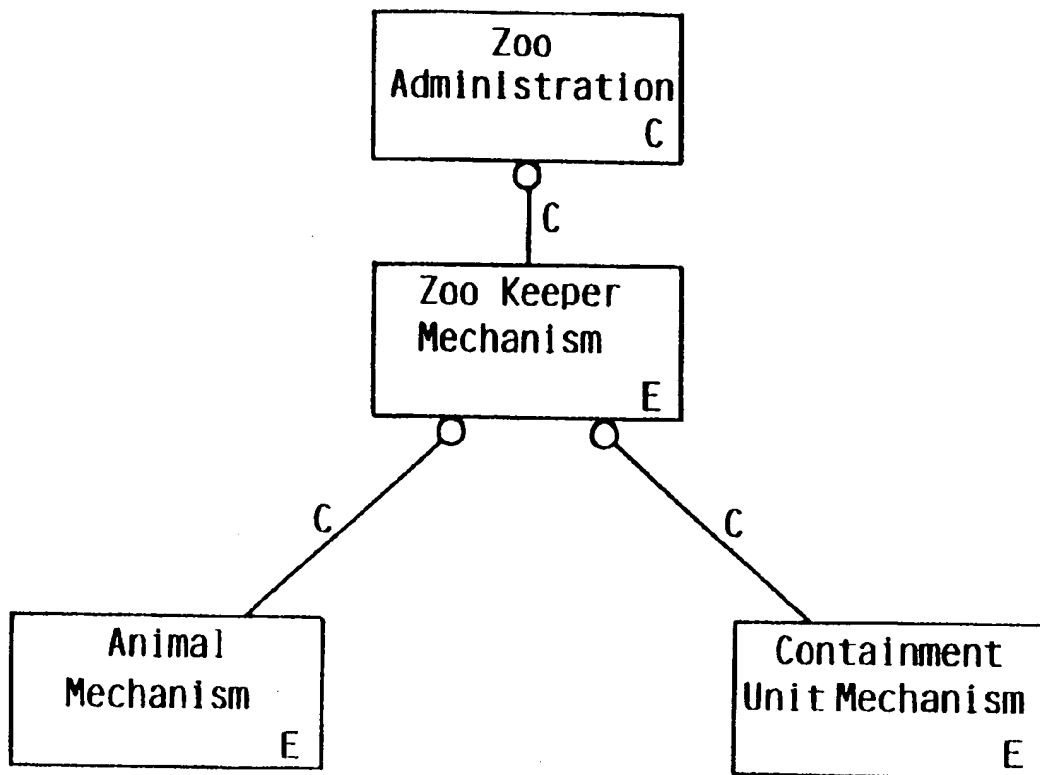 Zoo
Administration
C
C
Zoo Keeper
Mechanism
E
C
C
Animal
Mechanism
E
Containment
Unit Mechanism
E